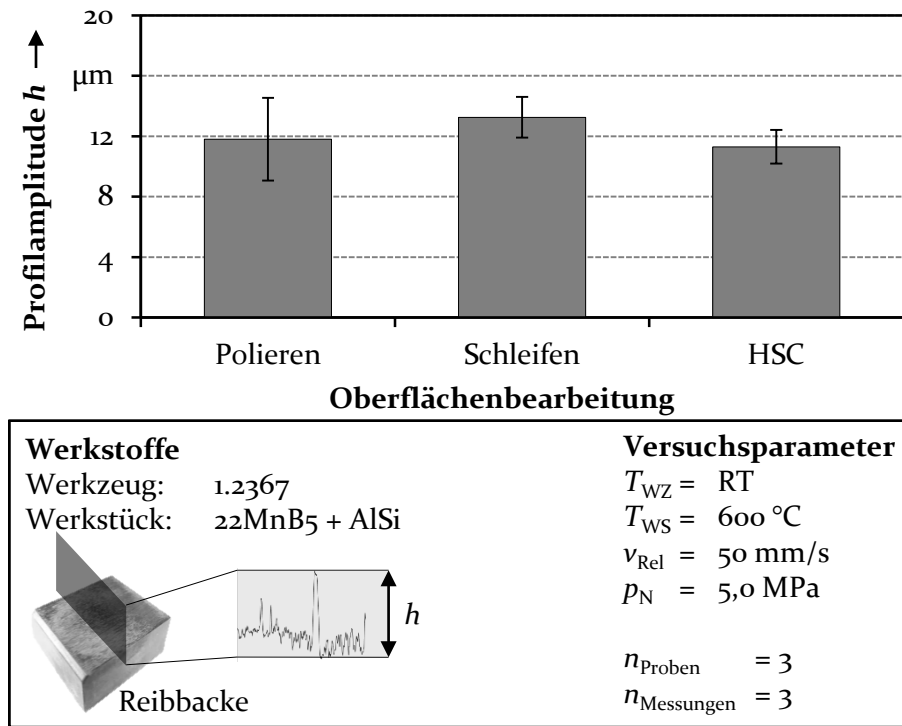 20
μm
12
8
4
0
Profilamplitude h →
Polieren Schleifen HSC
Oberflächenbearbeitung
Werkstoffe
Werkzeug: 1.2367
Werkstück: 22MnB5 + AlSi
h
Reibbacke
Versuchsparameter
T_WZ = RT
T_WS = 600 °C
v_Rel = 50 mm/s
p_N = 5,0 MPa
n_Proben = 3
n_Messungen = 3